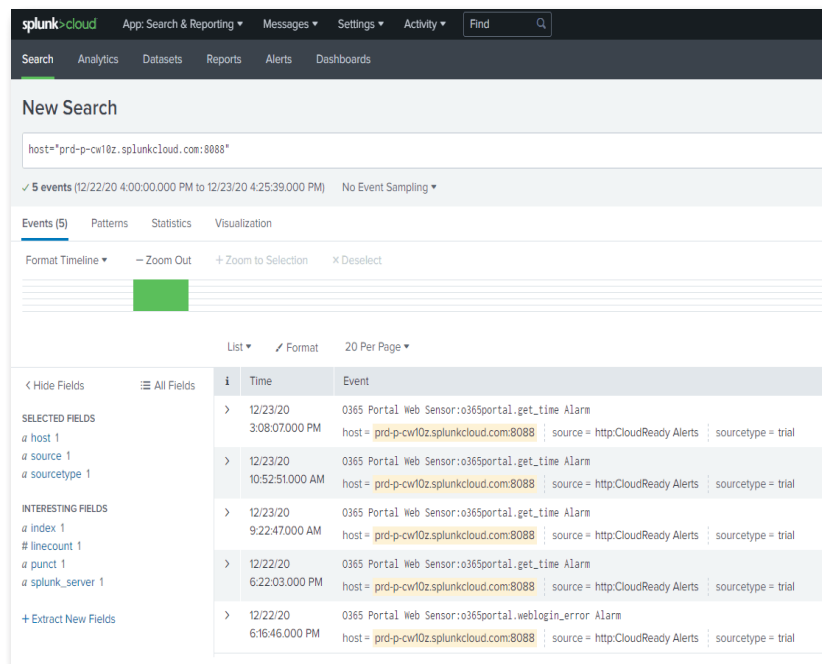 splunk>cloud App: Search & Reporting ▾ Messages ▾ Settings ▾ Activity ▾ Find
Search Analytics Datasets Reports Alerts Dashboards
New Search
host="prd-p-cw10z.splunkcloud.com:8088"
✓ 5 events (12/22/20 4:00:00.000 PM to 12/23/20 4:25:39.000 PM) No Event Sampling ▾
Events (5) Patterns Statistics Visualization
Format Timeline ▾ − Zoom Out + Zoom to Selection × Deselect
List ▾ Format 20 Per Page ▾
< Hide Fields All Fields
SELECTED FIELDS
a host 1
a source 1
a sourcetype 1
INTERESTING FIELDS
a index 1
# linecount 1
a punct 1
a splunk_server 1
+ Extract New Fields
i Time Event
> 12/23/20 O365 Portal Web Sensor:o365portal.get_time Alarm
3:08:07.000 PM host = prd-p-cw10z.splunkcloud.com:8088 source = http:CloudReady Alerts sourcetype = trial
> 12/23/20 O365 Portal Web Sensor:o365portal.get_time Alarm
10:52:51.000 AM host = prd-p-cw10z.splunkcloud.com:8088 source = http:CloudReady Alerts sourcetype = trial
> 12/23/20 O365 Portal Web Sensor:o365portal.get_time Alarm
9:22:47.000 AM host = prd-p-cw10z.splunkcloud.com:8088 source = http:CloudReady Alerts sourcetype = trial
> 12/22/20 O365 Portal Web Sensor:o365portal.get_time Alarm
6:22:03.000 PM host = prd-p-cw10z.splunkcloud.com:8088 source = http:CloudReady Alerts sourcetype = trial
> 12/22/20 O365 Portal Web Sensor:o365portal.weblogin_error Alarm
6:16:46.000 PM host = prd-p-cw10z.splunkcloud.com:8088 source = http:CloudReady Alerts sourcetype = trial